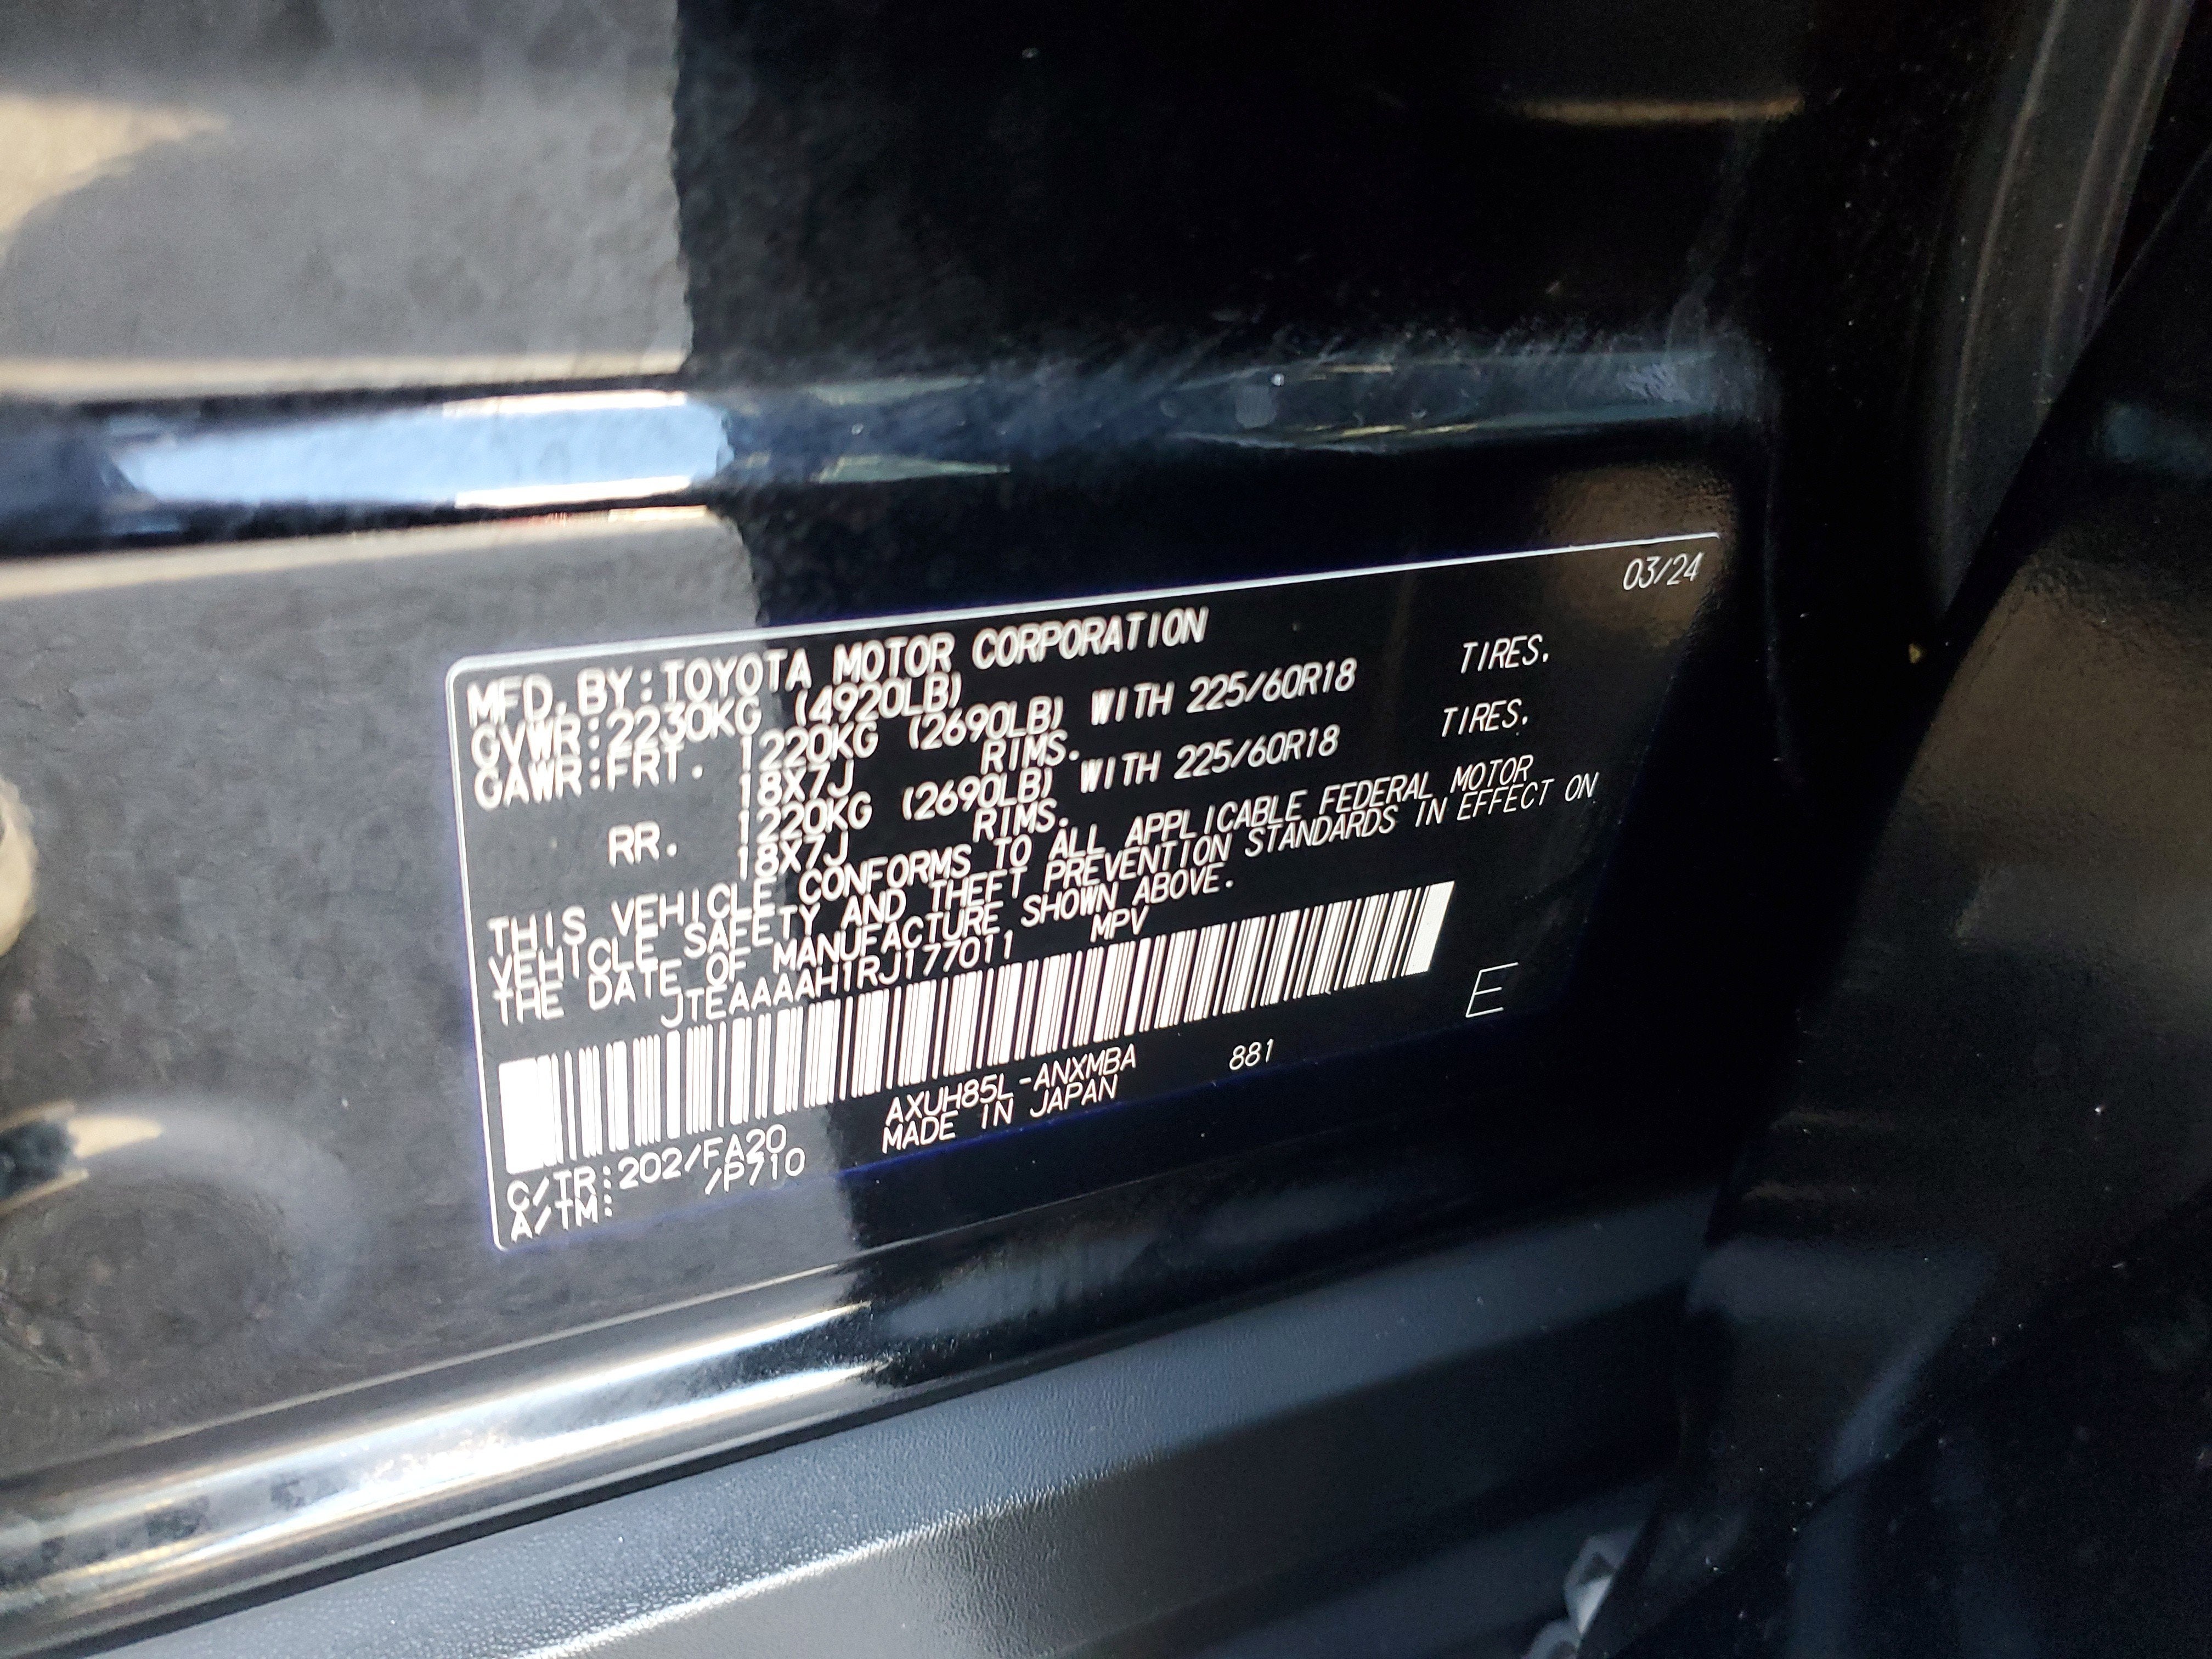 03/24
MFD.BY:TOYOTA MOTOR CORPORATION
GVWR:2230KG (4920LB)
GAWR:FRT. 1220KG (2690LB) WITH 225/60R18 TIRES.
18X7J RIMS.
RR. 1220KG (2690LB) WITH 225/60R18 TIRES.
18X7J RIMS.
THIS VEHICLE CONFORMS TO ALL APPLICABLE FEDERAL MOTOR
VEHICLE SAFETY AND THEFT PREVENTION STANDARDS IN EFFECT ON
THE DATE OF MANUFACTURE SHOWN ABOVE.
JTEAAAAH1RJ177011 MPV
E
AXUH85L-ANXMBA 881
MADE IN JAPAN
C/TR:202/FA20
A/TM: /P710